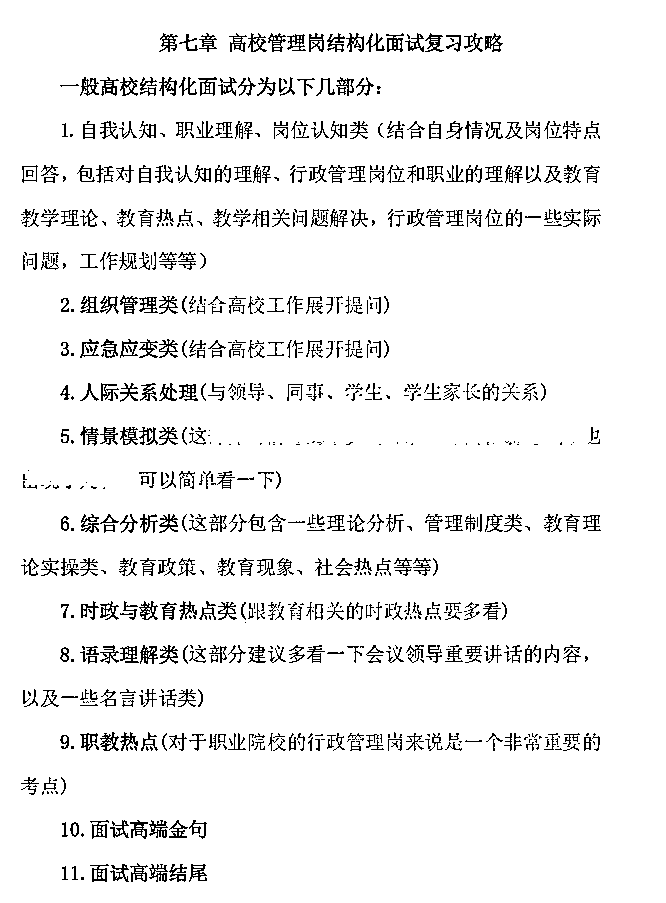 第七章 高校管理岗结构化面试复习攻略
一般高校结构化面试分为以下几部分：
1.自我认知、职业理解、岗位认知类（结合自身情况及岗位特点
回答，包括对自我认知的理解、行政管理岗位和职业的理解以及教育
教学理论、教育热点、教学相关问题解决，行政管理岗位的一些实际
问题，工作规划等等）
2.组织管理类(结合高校工作展开提问)
3.应急应变类(结合高校工作展开提问)
4.人际关系处理(与领导、同事、学生、学生家长的关系)
5.情景模拟类(这 也
可以简单看一下)
6.综合分析类(这部分包含一些理论分析、管理制度类、教育理
论实操类、教育政策、教育现象、社会热点等等)
7.时政与教育热点类(跟教育相关的时政热点要多看)
8.语录理解类(这部分建议多看一下会议领导重要讲话的内容，
以及一些名言讲话类)
9.职教热点(对于职业院校的行政管理岗来说是一个非常重要的
考点)
10.面试高端金句
11.面试高端结尾